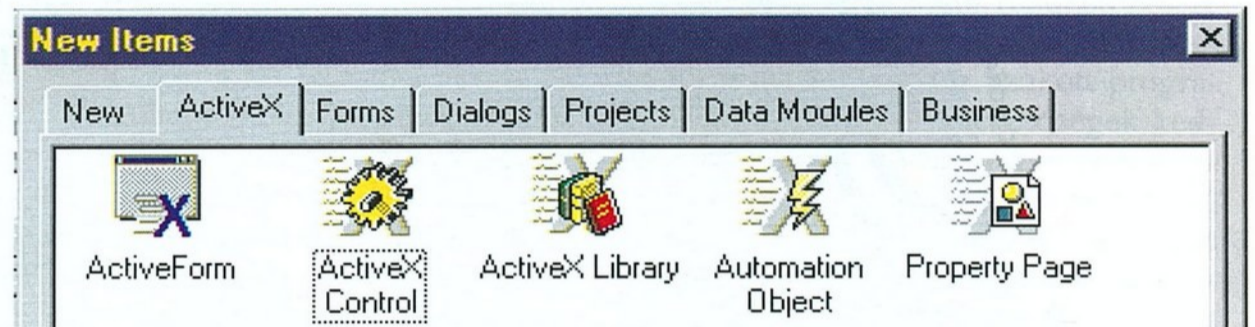 New Items
New ActiveX Forms Dialogs Projects Data Modules Business
ActiveForm ActiveX Control ActiveX Library Automation Object Property Page